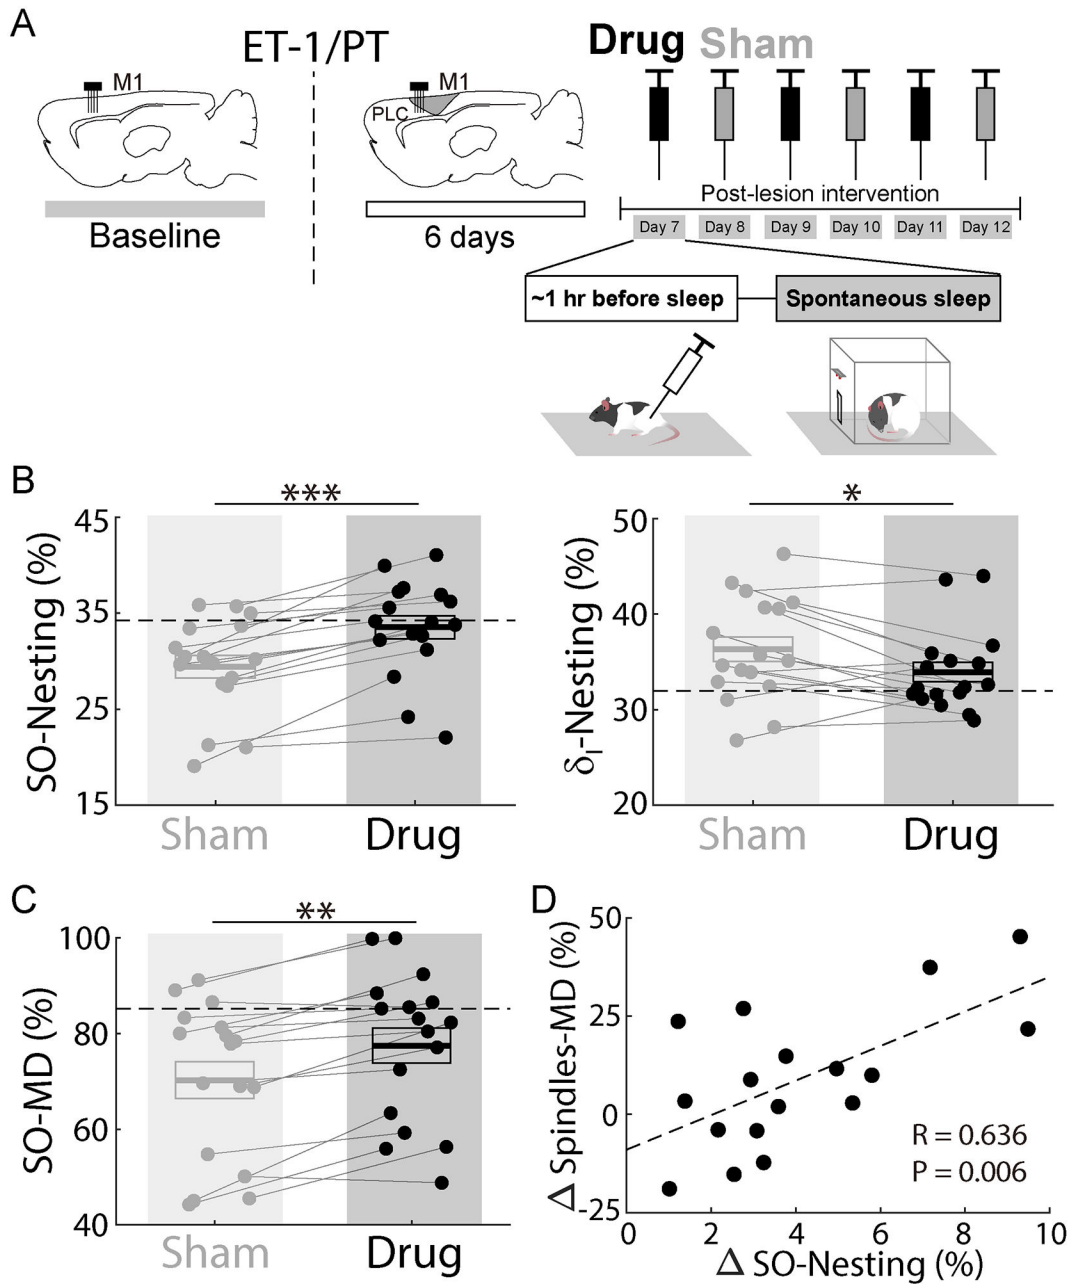 A
ET-1/PT
Drug Sham
M1
M1
PLC
Post-lesion intervention
Baseline
6 days
Day 7
Day 8
Day 9
Day 10
Day 11
Day 12
~1 hr before sleep
Spontaneous sleep
B
***
*
SO-Nesting (%)
45
35
25
15
Sham
Drug
δI-Nesting (%)
50
40
30
20
Sham
Drug
C
**
SO-MD (%)
100
80
60
40
Sham
Drug
D
Δ Spindles-MD (%)
50
25
0
-25
R = 0.636
P = 0.006
0
2
4
6
8
10
Δ SO-Nesting (%)